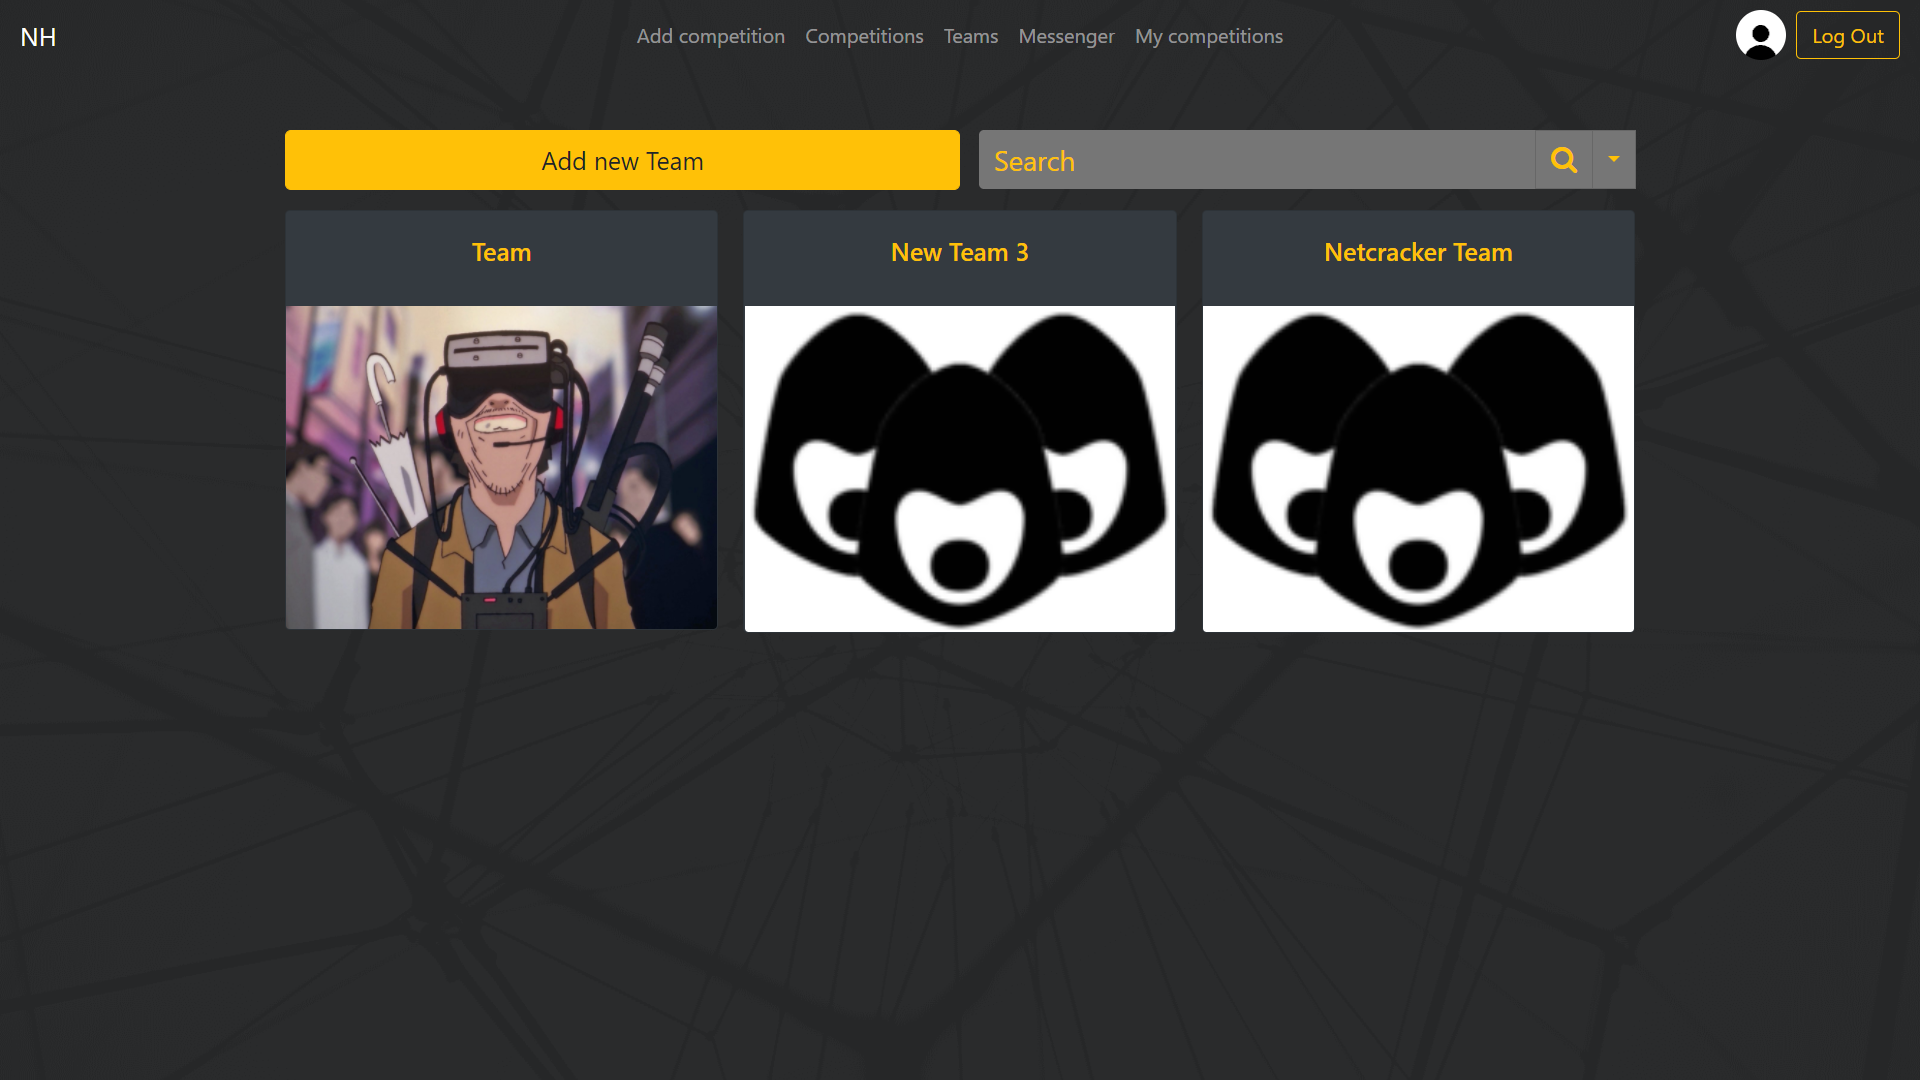 NH
Add competition
Competitions
Teams
Messenger
My competitions
Log Out
Add new Team
Search
Team
New Team 3
Netcracker Team